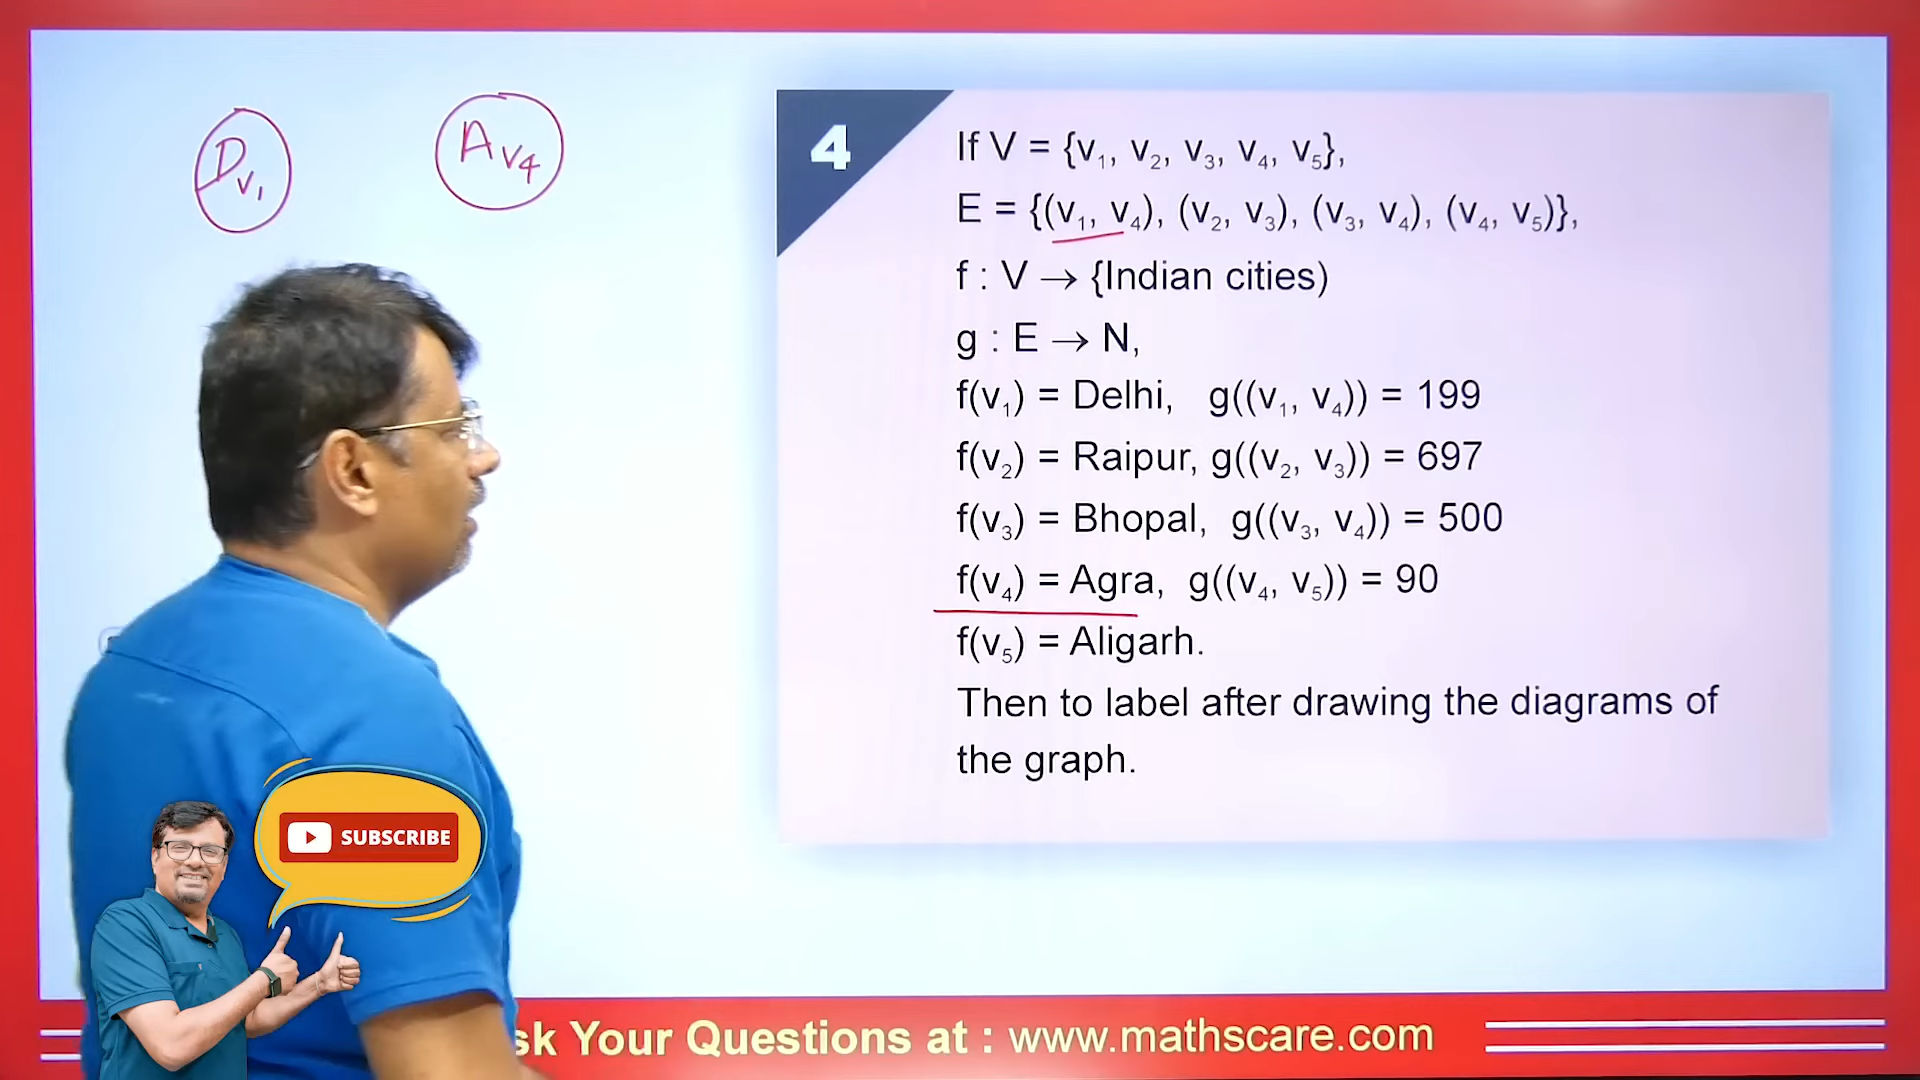 D v₁
A v₄
4
If V = {v₁, v₂, v₃, v₄, v₅},
E = {(v₁, v₄), (v₂, v₃), (v₃, v₄), (v₄, v₅)},
f : V → {Indian cities)
g : E → N,
f(v₁) = Delhi, g((v₁, v₄)) = 199
f(v₂) = Raipur, g((v₂, v₃)) = 697
f(v₃) = Bhopal, g((v₃, v₄)) = 500
f(v₄) = Agra, g((v₄, v₅)) = 90
f(v₅) = Aligarh.
Then to label after drawing the diagrams of
the graph.
SUBSCRIBE
sk Your Questions at : www.mathscare.com